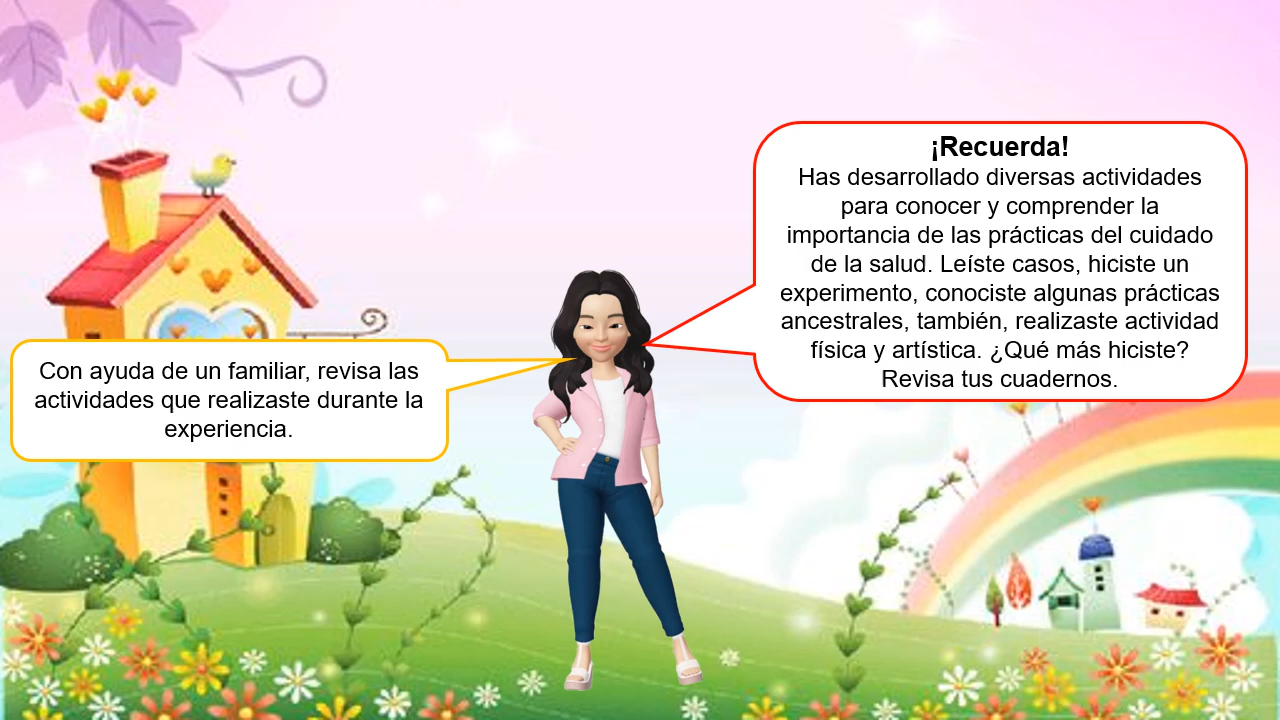 Con ayuda de un familiar, revisa las
actividades que realizaste durante la
experiencia.
¡Recuerda!
Has desarrollado diversas actividades
para conocer y comprender la
importancia de las prácticas del cuidado
de la salud. Leíste casos, hiciste un
experimento, conociste algunas prácticas
ancestrales, también, realizaste actividad
física y artística. ¿Qué más hiciste?
Revisa tus cuadernos.